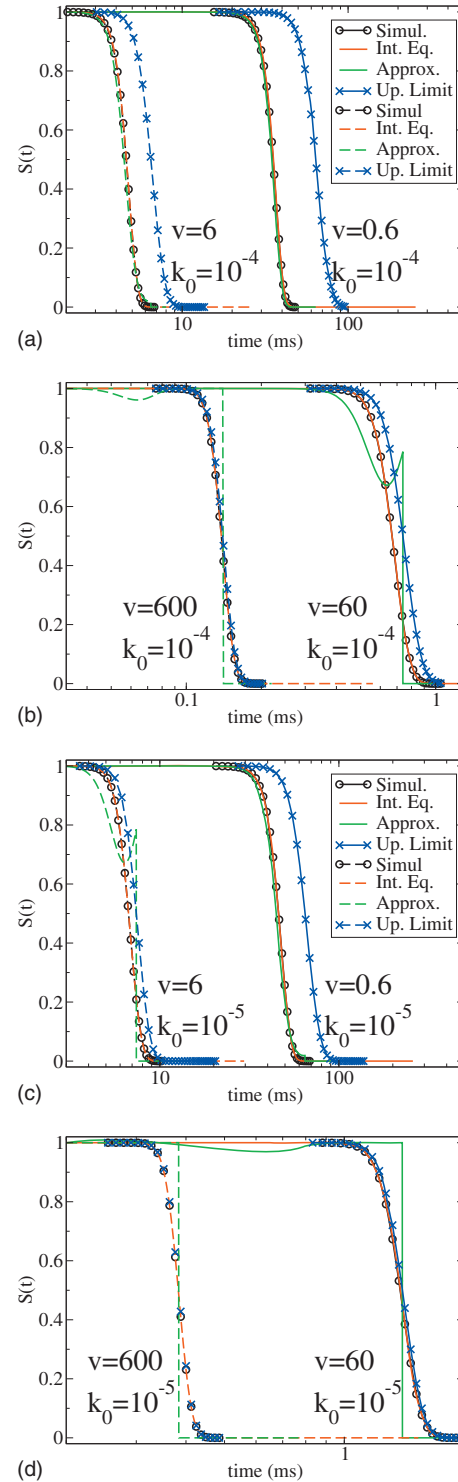 1
0.8
0.6
0.4
0.2
0
S(t)
Simul.
Int. Eq.
Approx.
Up. Limit
Simul
Int. Eq.
Approx.
Up. Limit
v=6
k0=10-4
v=0.6
k0=10-4
10
100
time (ms)
(a)
1
0.8
0.6
0.4
0.2
0
S(t)
v=600
k0=10-4
v=60
k0=10-4
0.1
1
time (ms)
(b)
1
0.8
0.6
0.4
0.2
0
S(t)
Simul.
Int. Eq.
Approx.
Up. Limit
Simul
Int. Eq.
Approx.
Up. Limit
v=6
k0=10-5
v=0.6
k0=10-5
10
100
time (ms)
(c)
1
0.8
0.6
0.4
0.2
0
S(t)
v=600
k0=10-5
v=60
k0=10-5
1
time (ms)
(d)